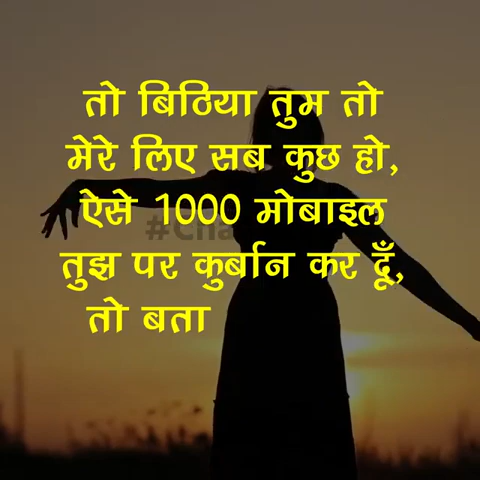 तो बिठिया तुम तो
मेरे लिए सब कुछ हो,
ऐसे 1000 मोबाइल
तुझ पर कुर्बान कर दूँ,
तो बता